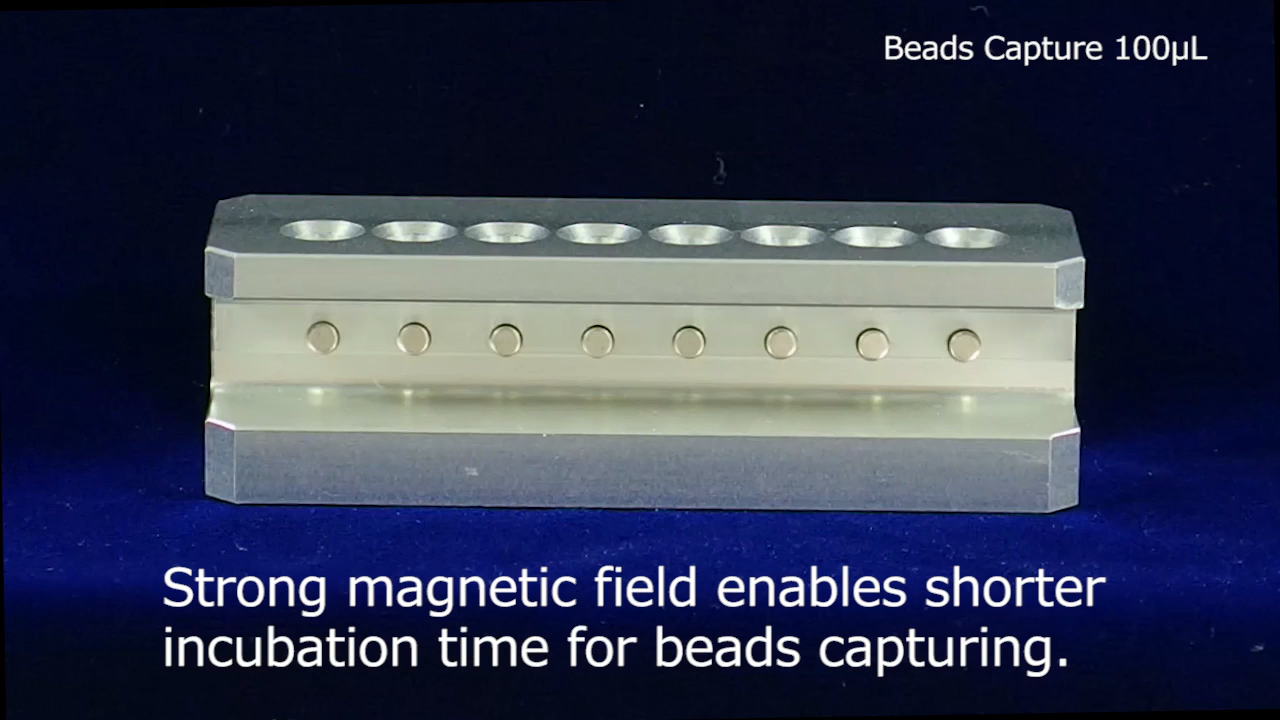 Beads Capture 100µL
Strong magnetic field enables shorter
incubation time for beads capturing.